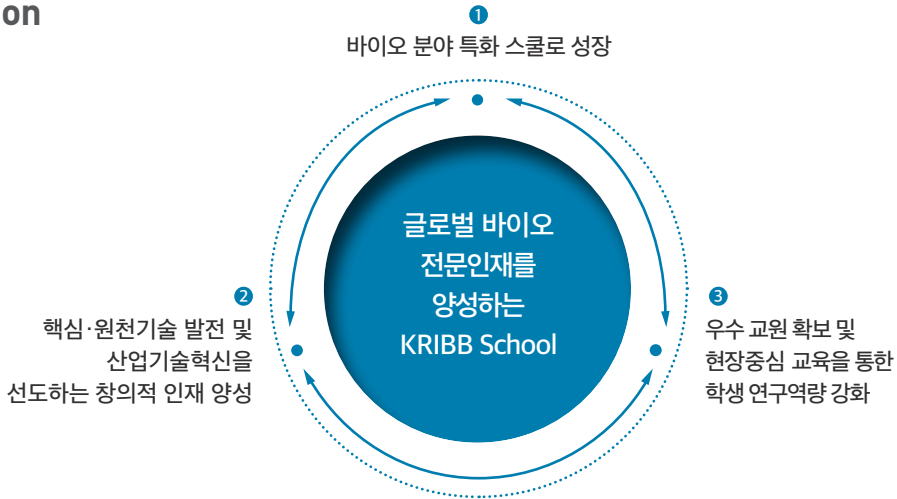 on
❶
바이오 분야 특화 스쿨로 성장
글로벌 바이오
전문인재를
양성하는
KRIBB School
❷
핵심·원천기술 발전 및
산업기술혁신을
선도하는 창의적 인재 양성
❸
우수 교원 확보 및
현장중심 교육을 통한
학생 연구역량 강화